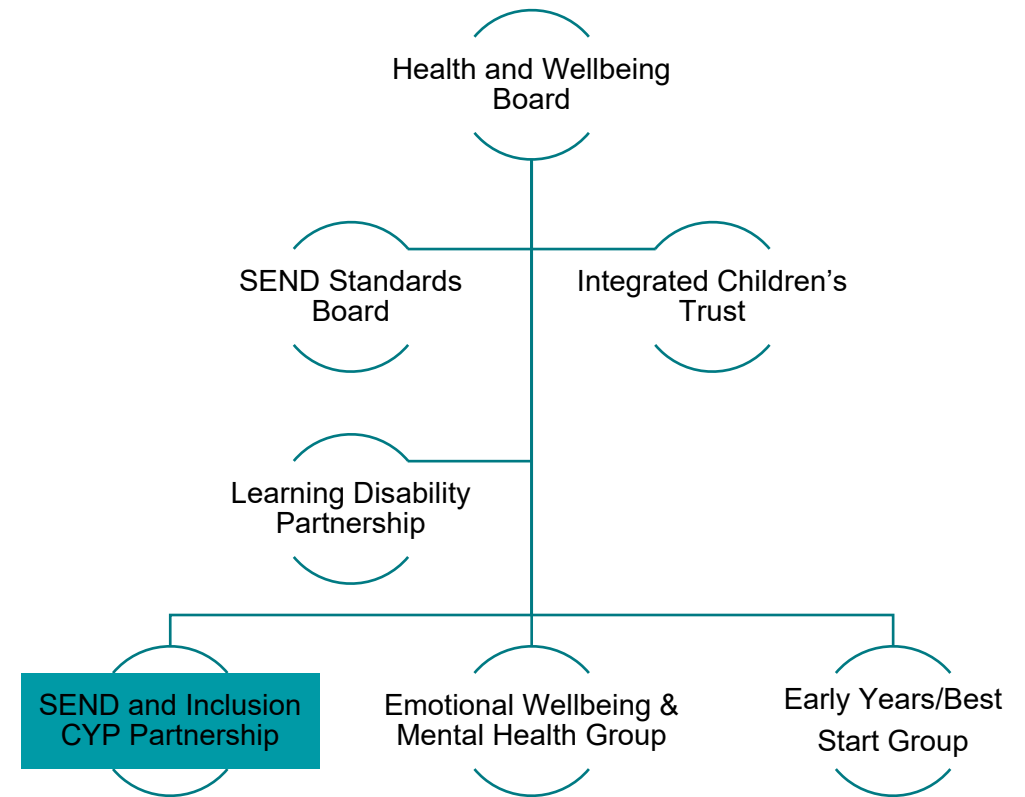 Health and Wellbeing
Board
SEND Standards
Board
Integrated Children’s
Trust
Learning Disability
Partnership
SEND and Inclusion
CYP Partnership
Emotional Wellbeing &
Mental Health Group
Early Years/Best
Start Group